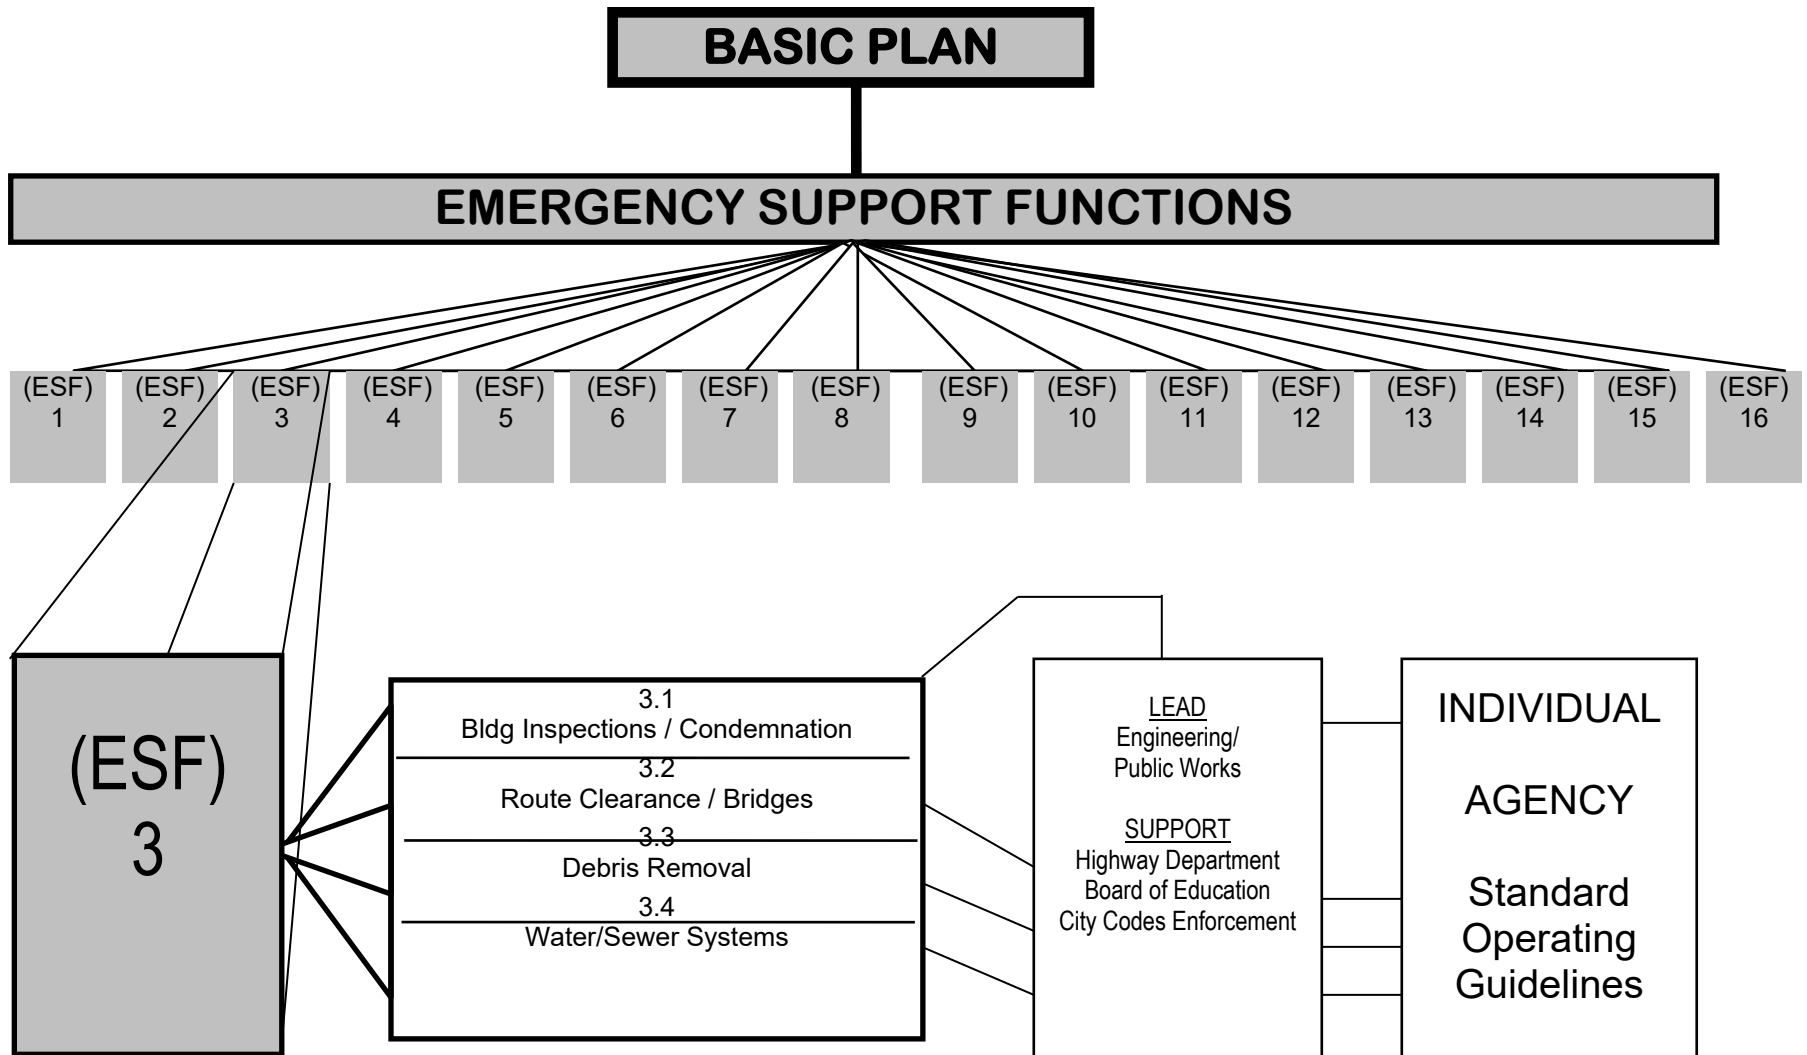 BASIC PLAN
EMERGENCY SUPPORT FUNCTIONS
(ESF)
1
(ESF)
2
(ESF)
3
(ESF)
4
(ESF)
5
(ESF)
6
(ESF)
7
(ESF)
8
(ESF)
9
(ESF)
10
(ESF)
11
(ESF)
12
(ESF)
13
(ESF)
14
(ESF)
15
(ESF)
16
(ESF)
3
3.1
Bldg Inspections / Condemnation
3.2
Route Clearance / Bridges
3.3
Debris Removal
3.4
Water/Sewer Systems
LEAD
Engineering/
Public Works
SUPPORT
Highway Department
Board of Education
City Codes Enforcement
INDIVIDUAL
AGENCY
Standard
Operating
Guidelines